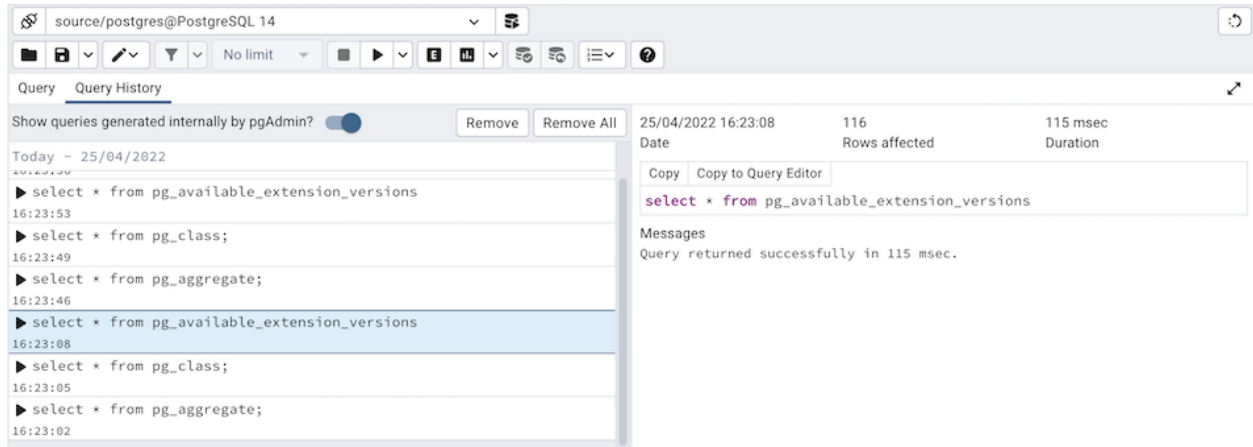 source/postgres@PostgreSQL 14
No limit
E
Query Query History
Show queries generated internally by pgAdmin? Remove Remove All
Today - 25/04/2022
select * from pg_available_extension_versions
16:23:53
select * from pg_class;
16:23:49
select * from pg_aggregate;
16:23:46
select * from pg_available_extension_versions
16:23:08
select * from pg_class;
16:23:05
select * from pg_aggregate;
16:23:02
25/04/2022 16:23:08 116 115 msec
Date Rows affected Duration
Copy Copy to Query Editor
select * from pg_available_extension_versions
Messages
Query returned successfully in 115 msec.